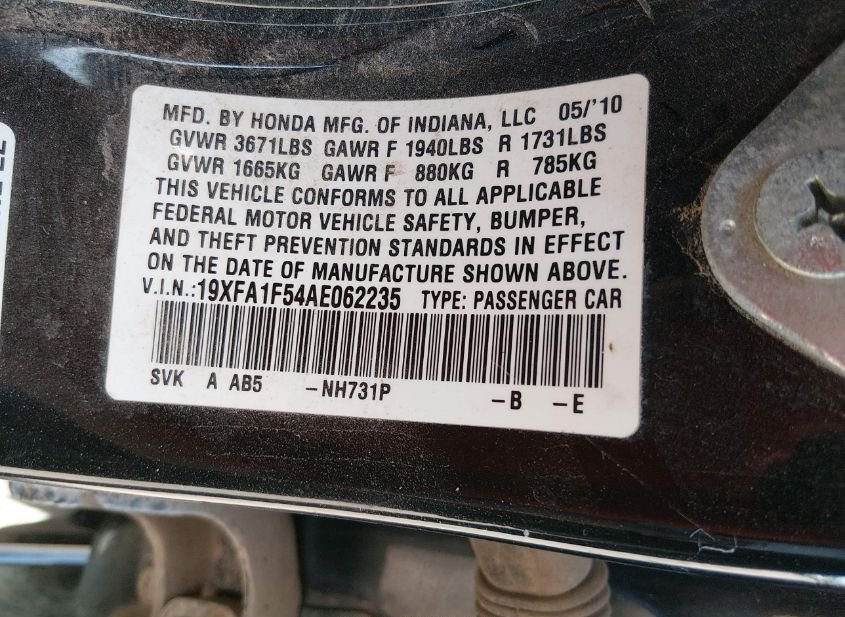 MFD. BY HONDA MFG. OF INDIANA, LLC 05/'10
GVWR 3671LBS GAWR F 1940LBS R 1731LBS
GVWR 1665KG GAWR F 880KG R 785KG
THIS VEHICLE CONFORMS TO ALL APPLICABLE
FEDERAL MOTOR VEHICLE SAFETY, BUMPER,
AND THEFT PREVENTION STANDARDS IN EFFECT
ON THE DATE OF MANUFACTURE SHOWN ABOVE.
V.I.N.:19XFA1F54AE062235 TYPE: PASSENGER CAR
SVK A AB5 -NH731P -B -E